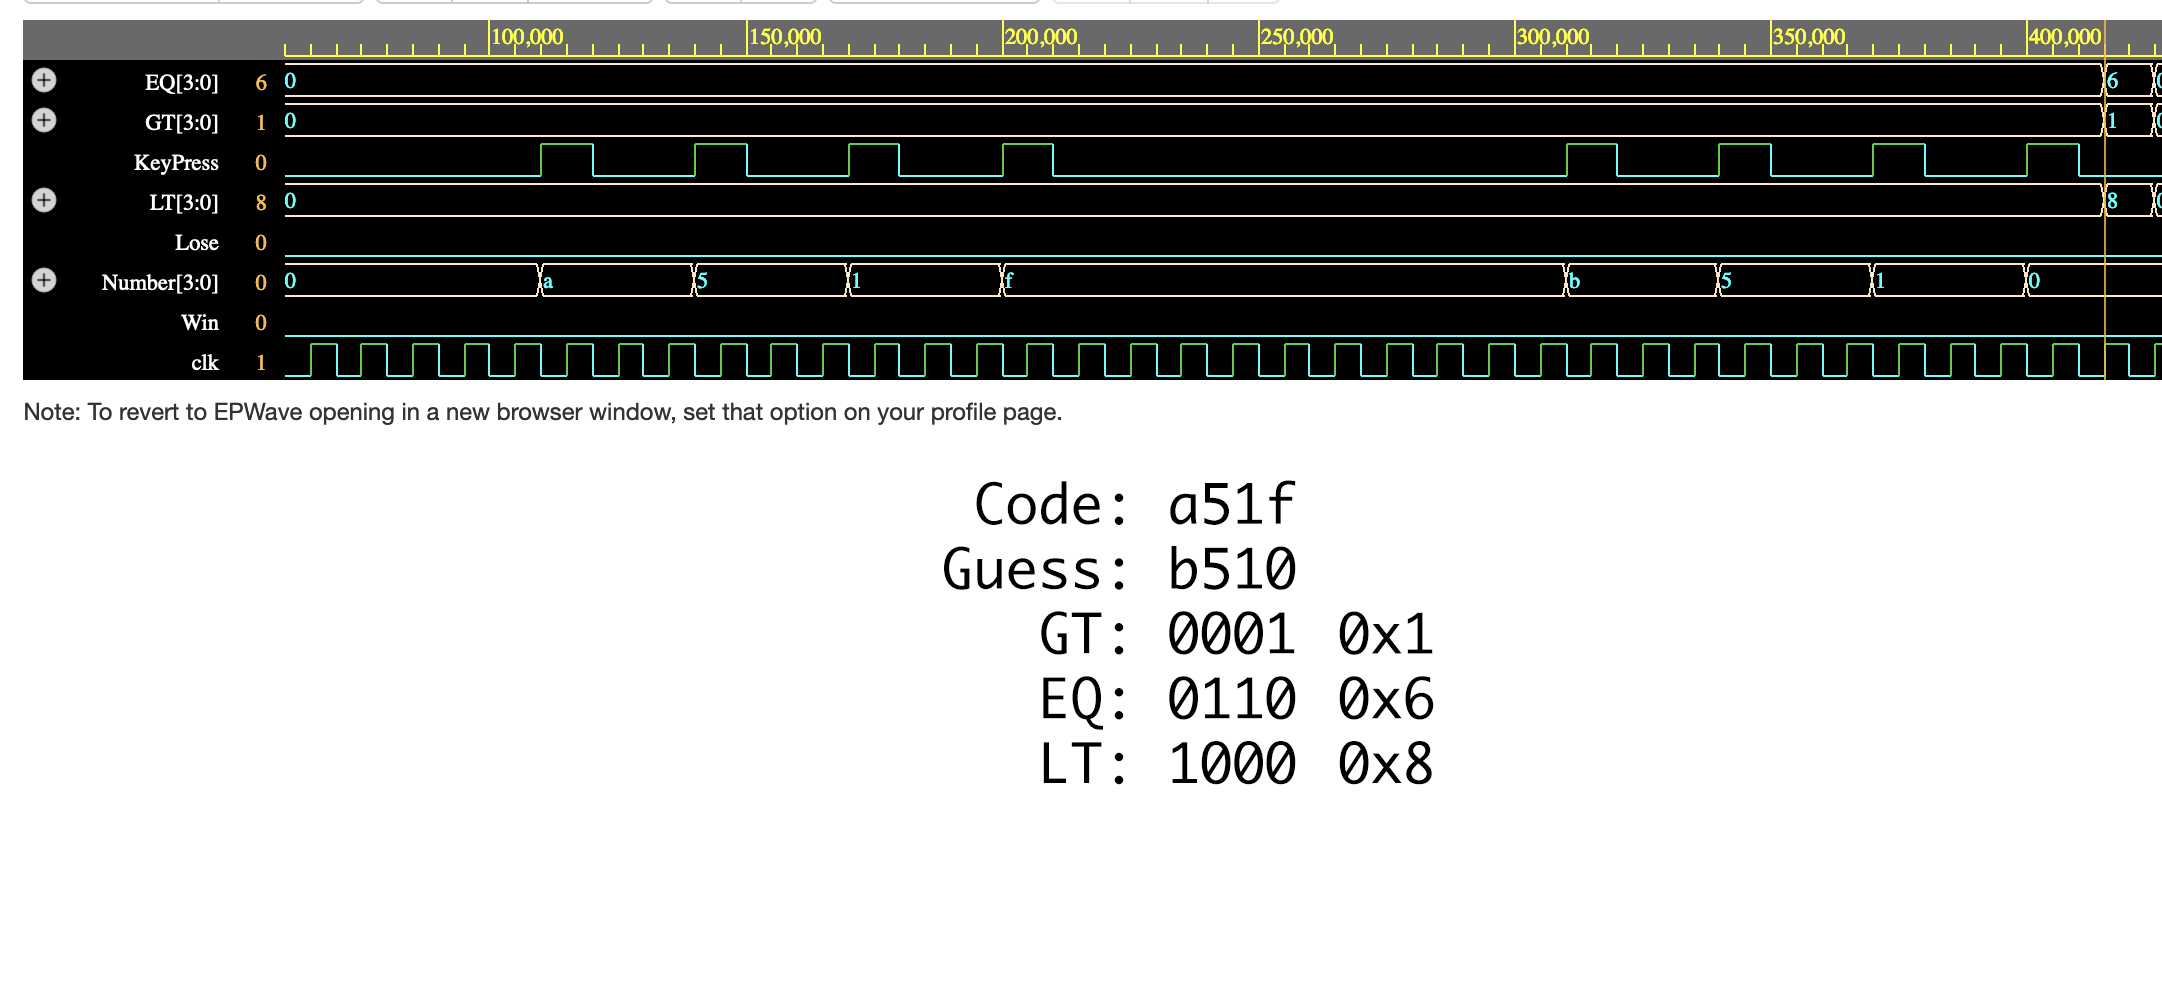 100,000 150,000 200,000 250,000 300,000 350,000 400,000
EQ[3:0] 6 0 6 0
GT[3:0] 1 0 1 0
KeyPress 0
LT[3:0] 8 0 8 0
Lose 0
Number[3:0] 0 0 a 5 1 f b 5 1 0
Win 0
clk 1
Note: To revert to EPWave opening in a new browser window, set that option on your profile page.
Code: a51f
Guess: b510
GT: 0001 0x1
EQ: 0110 0x6
LT: 1000 0x8